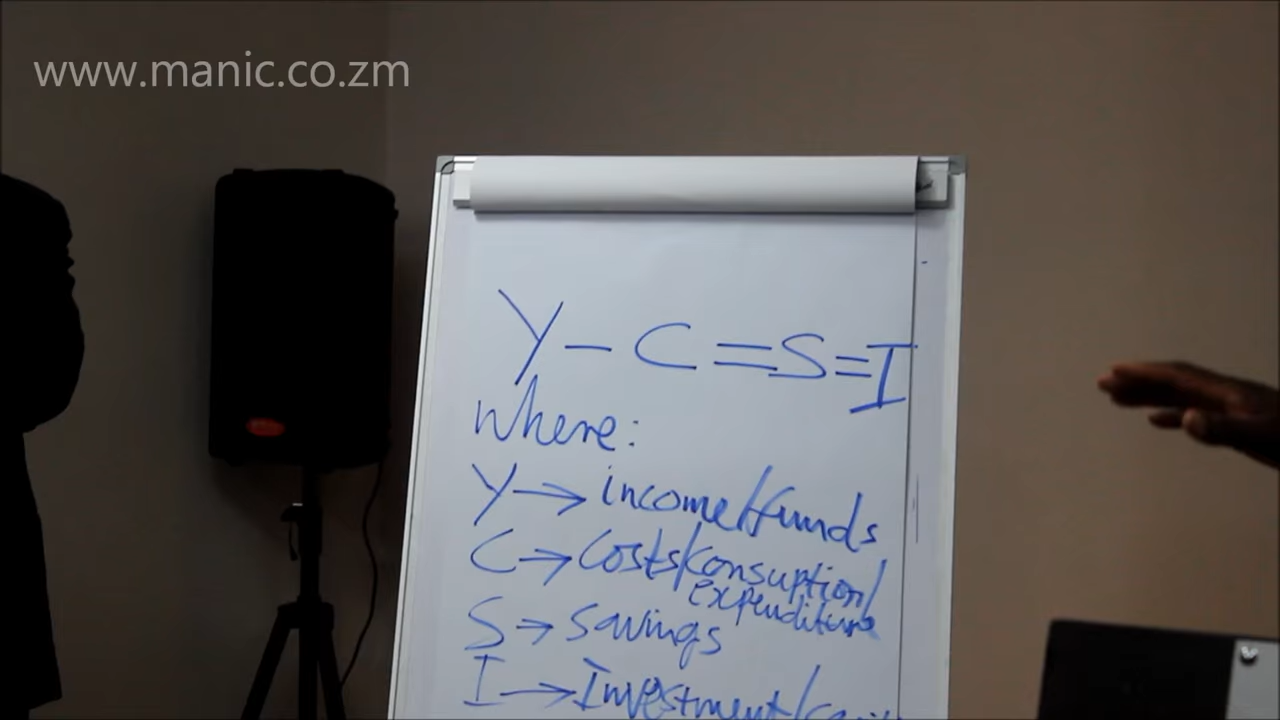 www.manic.co.zm
Y - C = S = I
where:
Y → income/funds
C → Costs/Consuption/
expenditure
S → Savings
I → Investment/